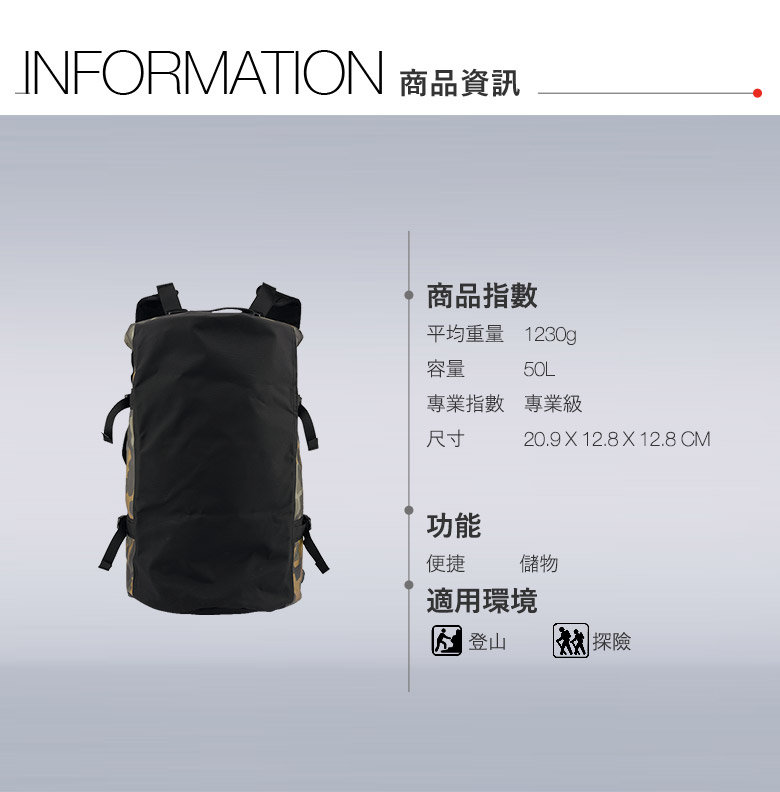 INFORMATION 商品資訊
商品指數
平均重量 1230g
容量 50L
專業指數 專業級
尺寸 20.9 X 12.8 X 12.8 CM
功能
便捷 儲物
適用環境
登山 探險